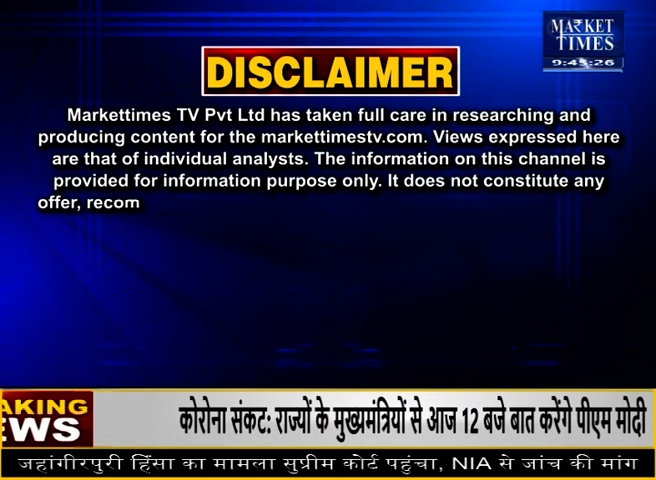 MARKET
TIMES
9:45:26
DISCLAIMER
Markettimes TV Pvt Ltd has taken full care in researching and
producing content for the markettimestv.com. Views expressed here
are that of individual analysts. The information on this channel is
provided for information purpose only. It does not constitute any
offer, recom
AKING
EWS
कोरोना संकट: राज्यों के मुख्यमंत्रियों से आज 12 बजे बात करेंगे पीएम मोदी
जहांगीरपुरी हिंसा का मामला सुप्रीम कोर्ट पहुंचा, NIA से जांच की मांग